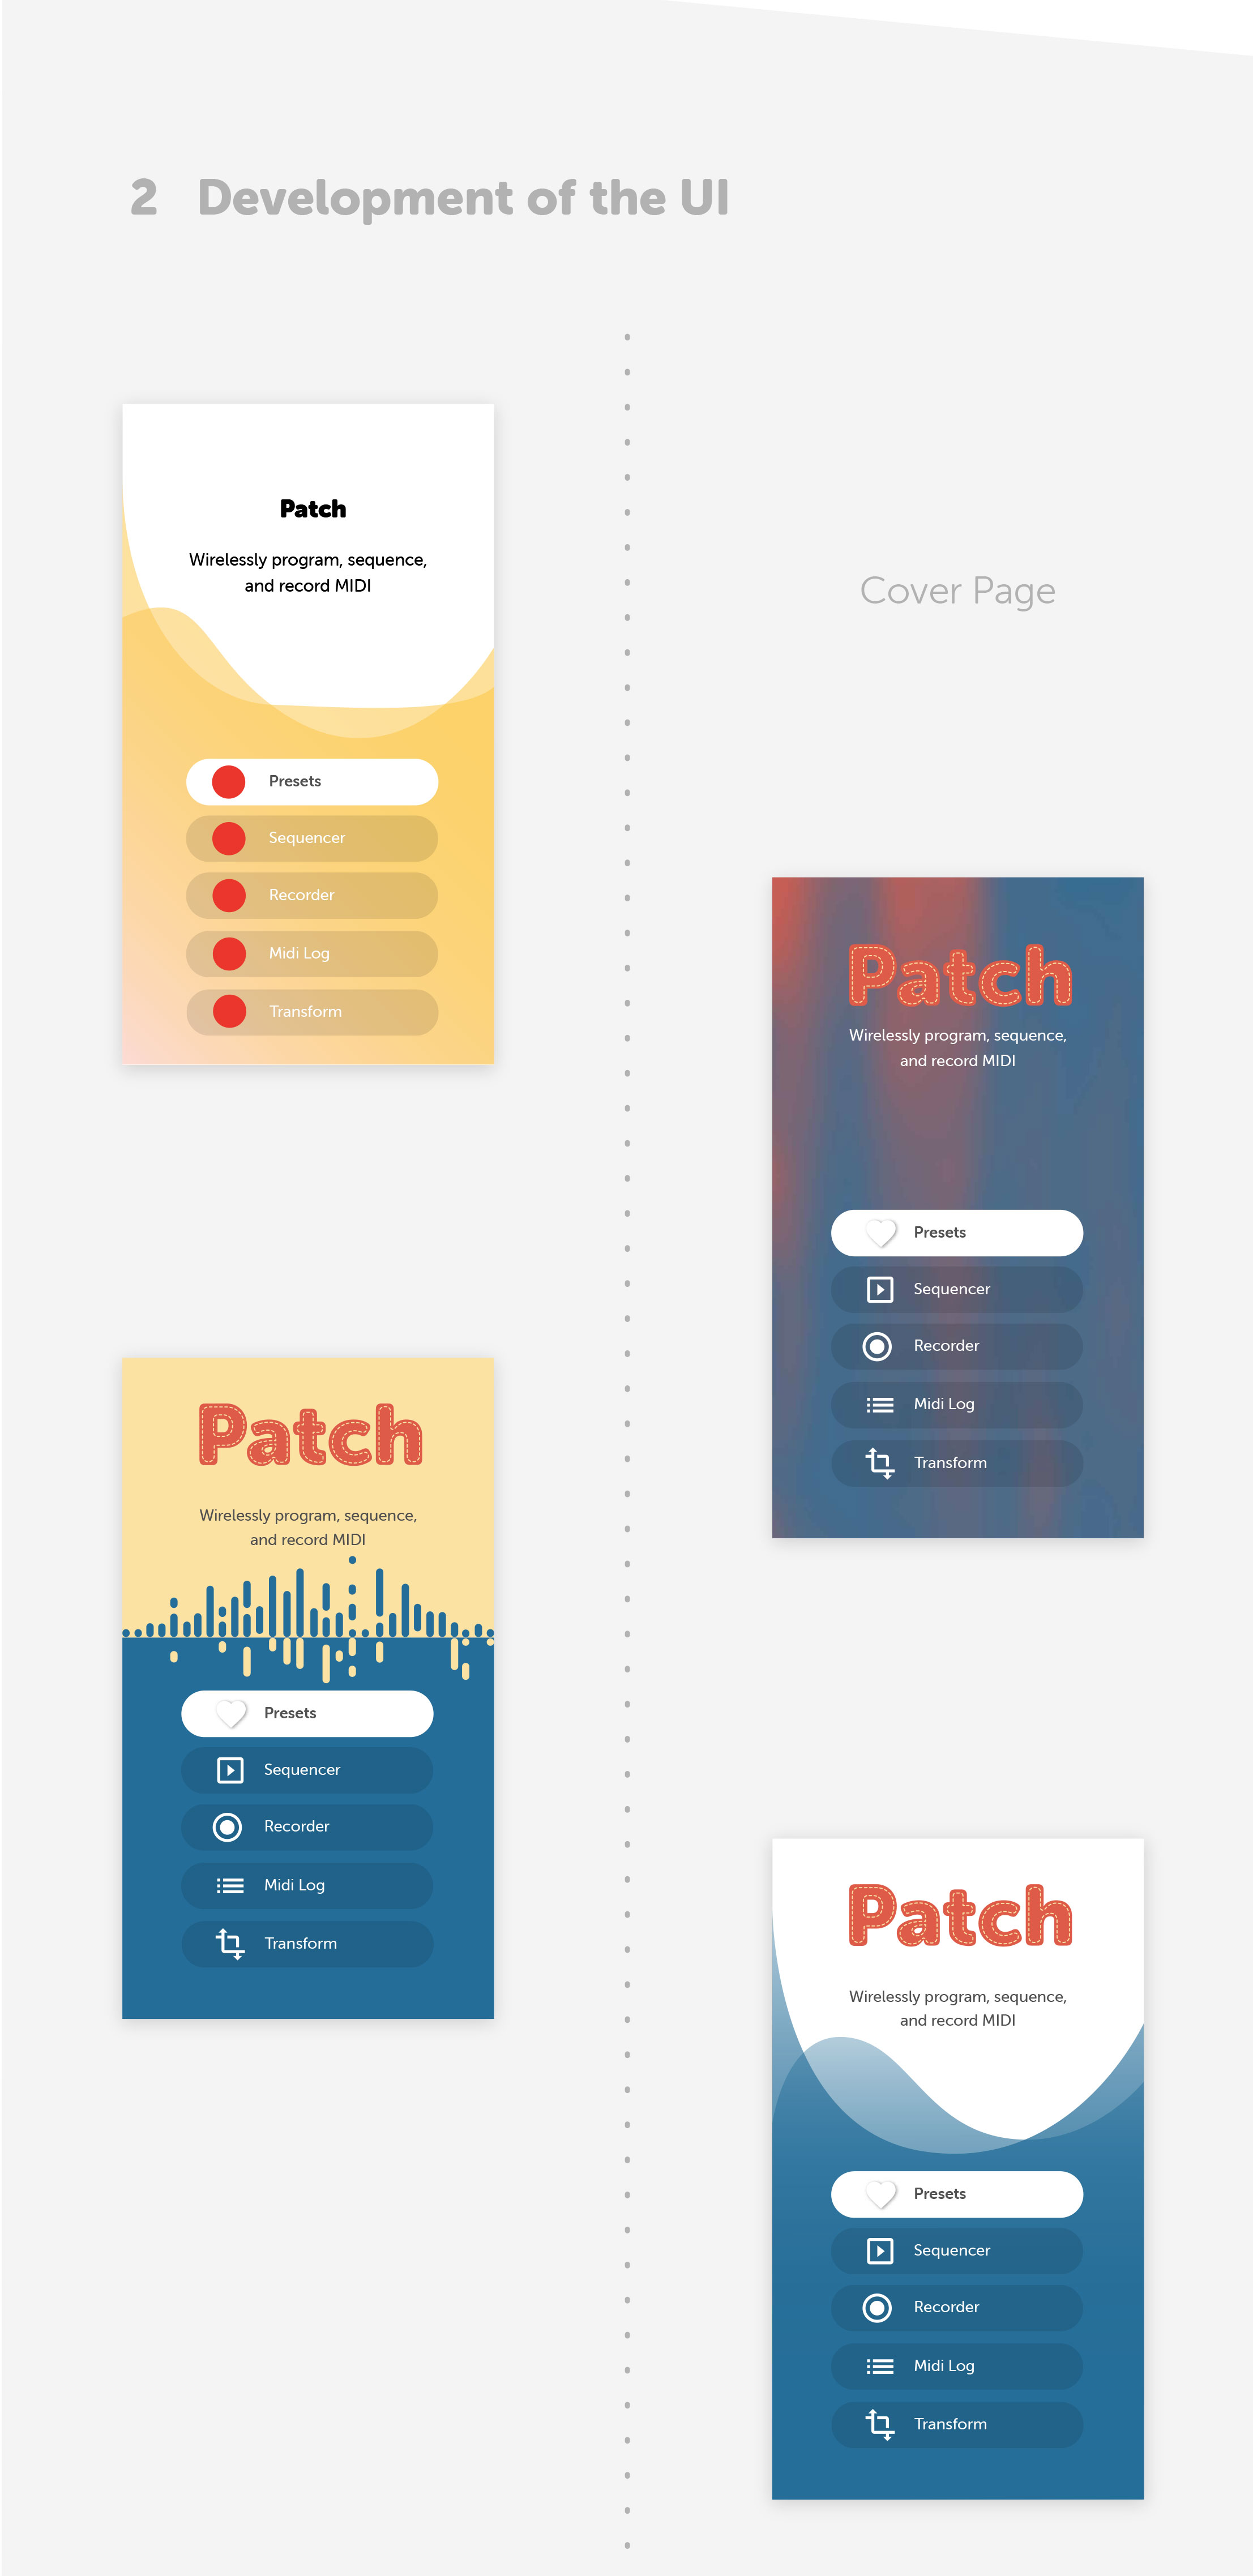 2 Development of the UI
Patch
Wirelessly program, sequence,
and record MIDI
Presets
Sequencer
Recorder
Midi Log
Transform
Cover Page
Patch
Wirelessly program, sequence,
and record MIDI
Presets
Sequencer
Recorder
Midi Log
Transform
Patch
Wirelessly program, sequence,
and record MIDI
Presets
Sequencer
Recorder
Midi Log
Transform
Patch
Wirelessly program, sequence,
and record MIDI
Presets
Sequencer
Recorder
Midi Log
Transform